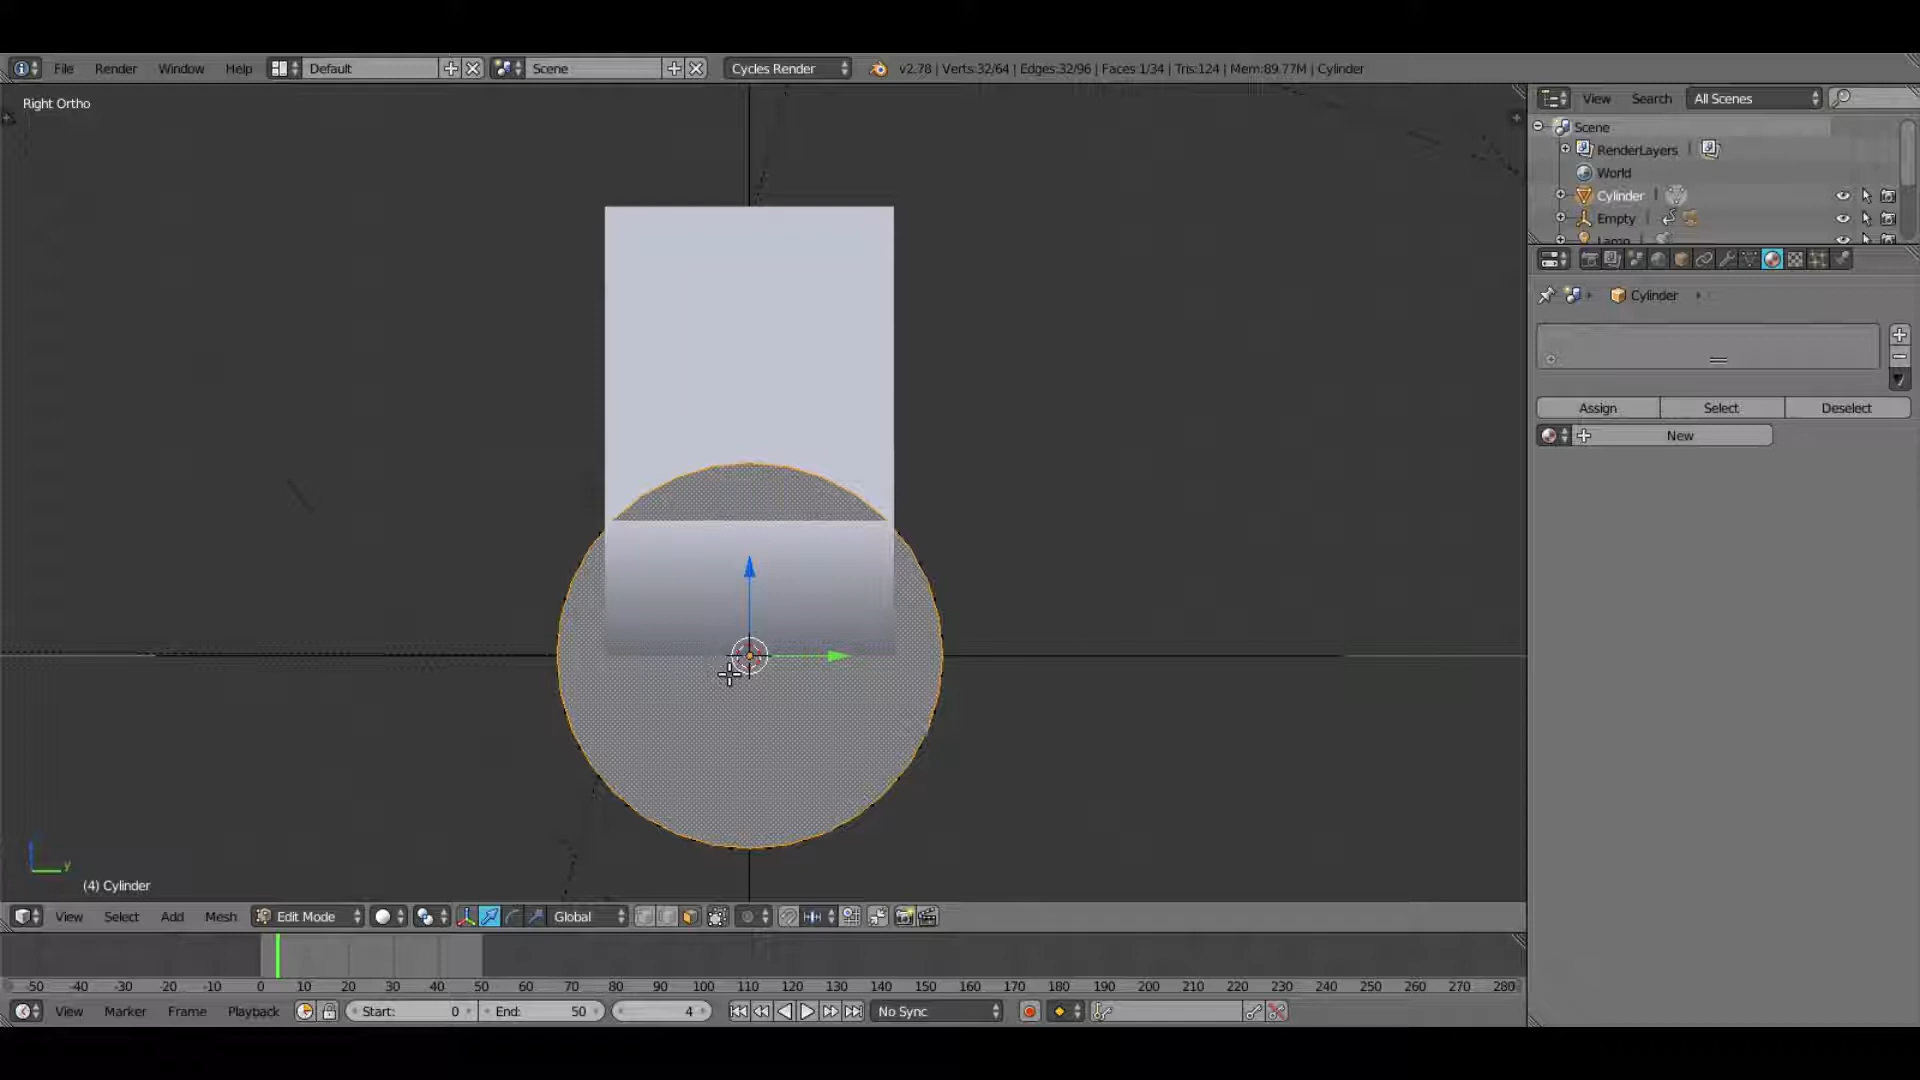 File Render Window Help Default Scene Cycles Render v2.78 | Verts:32/64 | Edges:32/96 | Faces:1/34 | Tris:124 | Mem:89.77M | Cylinder
Right Ortho
View Search All Scenes
Scene
RenderLayers
World
Cylinder
Empty
Lamp
Cylinder
Assign Select Deselect
New
y
(4) Cylinder
View Select Add Mesh Edit Mode Global
-50 -40 -30 -20 -10 0 10 20 30 40 50 60 70 80 90 100 110 120 130 140 150 160 170 180 190 200 210 220 230 240 250 260 270 280
View Marker Frame Playback Start: 0 End: 50 4 No Sync